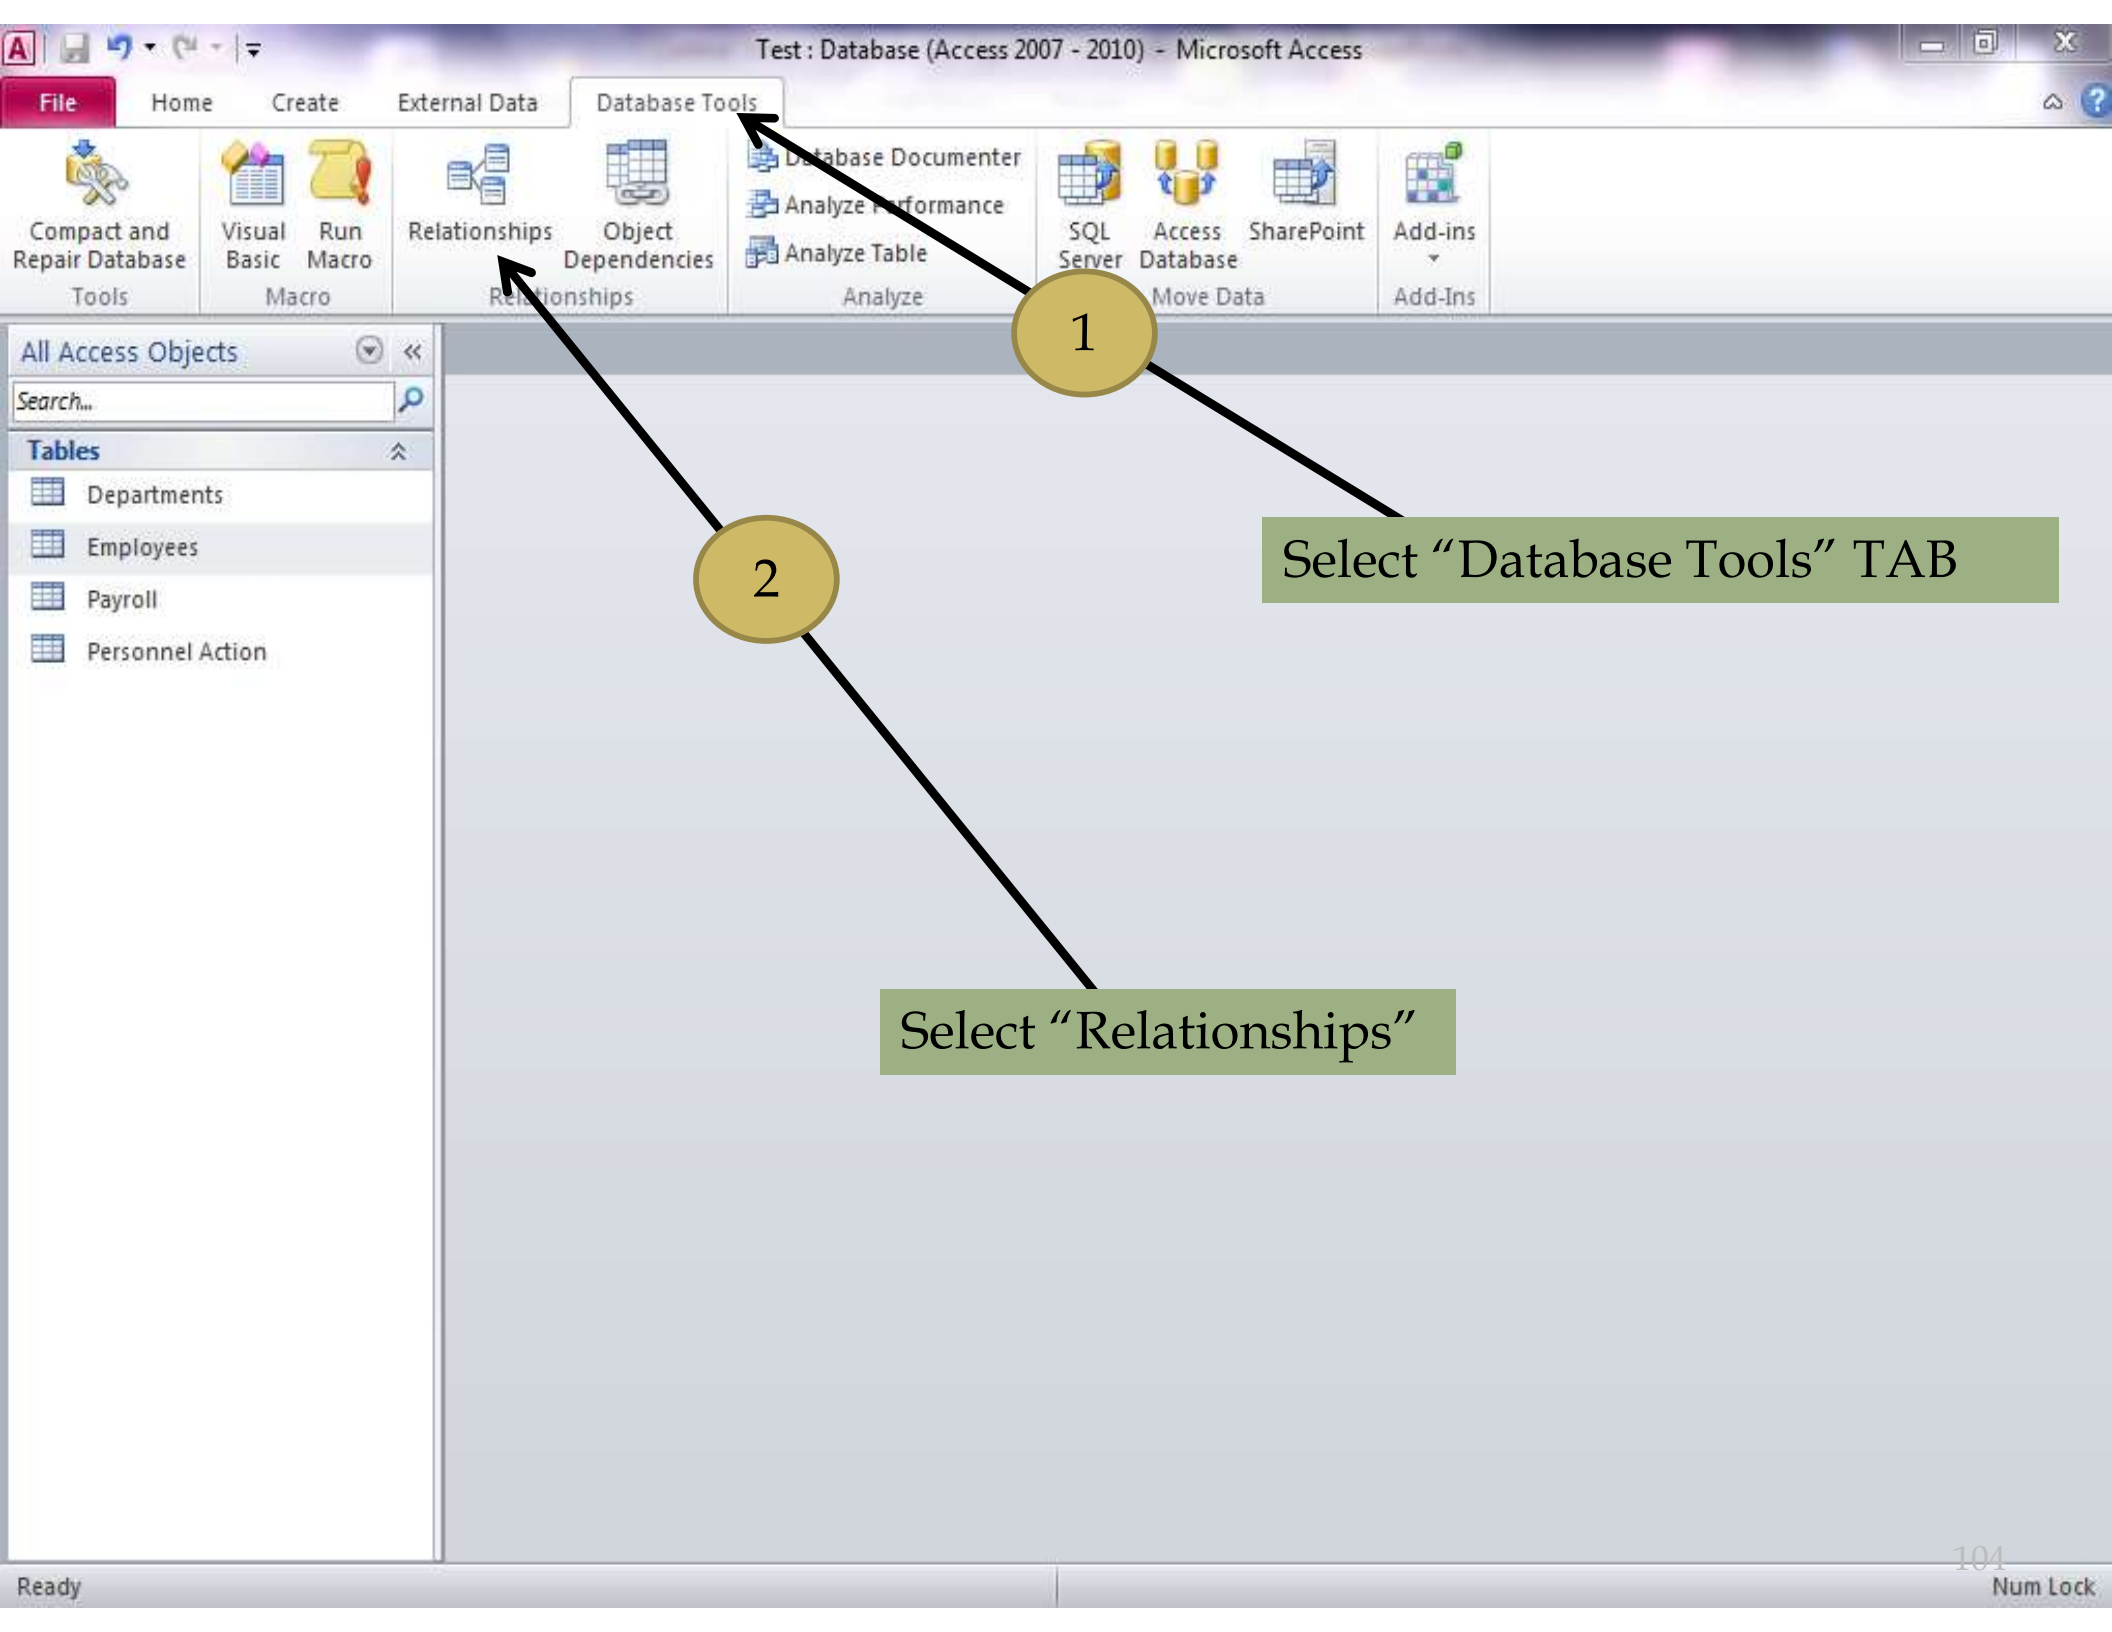 Test : Database (Access 2007 - 2010) - Microsoft Access
File Home Create External Data Database Tools
Compact and Repair Database
Visual Basic
Run Macro
Relationships
Object Dependencies
Database Documenter
Analyze Performance
Analyze Table
SQL Server
Access Database
SharePoint
Add-ins
Tools Macro Relationships Analyze Move Data Add-Ins
1
All Access Objects
Search...
Tables
Departments
Employees
Payroll
Personnel Action
2
Select “Database Tools” TAB
Select “Relationships”
104
Ready Num Lock